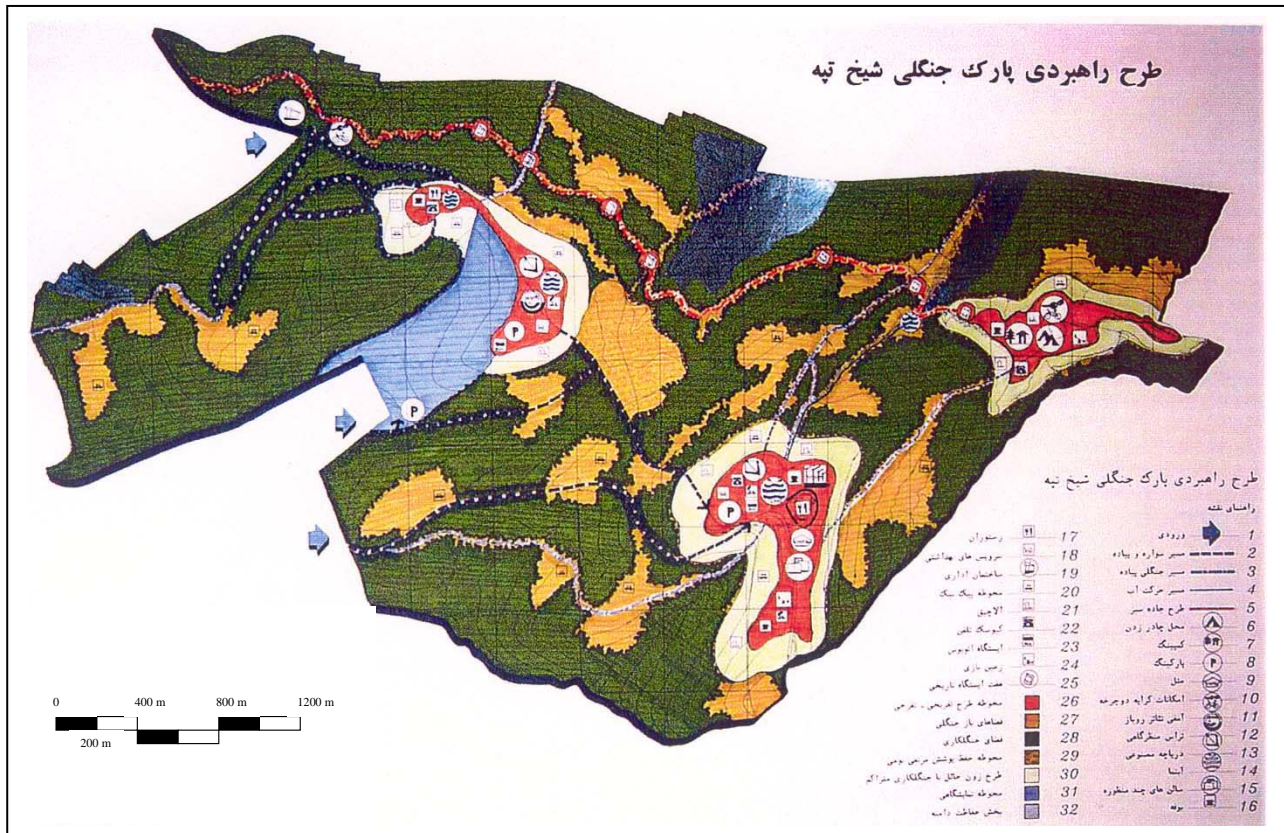 طرح راهبردی پارک جنگلی شیخ تپه
P
P
P
طرح راهبردی پارک جنگلی شیخ تپه
راهنمای نقشه
1 ورودی
2 مسیر سواره و پیاده
3 مسیر جنگلی پیاده
4 مسیر حرکت آب
5 طرح جاده سبز
6 محل چادر زدن
7 کمپینگ
8 P پارکینگ
9 متل
10 امکانات کرایه دوچرخه
11 آمفی تئاتر روباز
12 تراس منظرگاهی
13 دریاچه مصنوعی
14 آبنما
15 سالن های چند منظوره
16 بوفه
17 رستوران
18 سرویس های بهداشتی
19 ساختمان اداری
20 محوطه پیک نیک
21 آلاچیق
22 کیوسک تلفن
23 ایستگاه اتوبوس
24 زمین بازی
25 هفت ایستگاه تاریخی
26 محوطه طرح تفریحی - تفرجی
27 فضاهای باز جنگلی
28 فضای جنگلکاری
29 محوطه حفظ پوشش مرتعی بومی
30 طرح زون حائل با جنگلکاری متراکم
31 محوطه نمایشگاهی
32 بخش حفاظت دامنه
0 400 m 800 m 1200 m
200 m